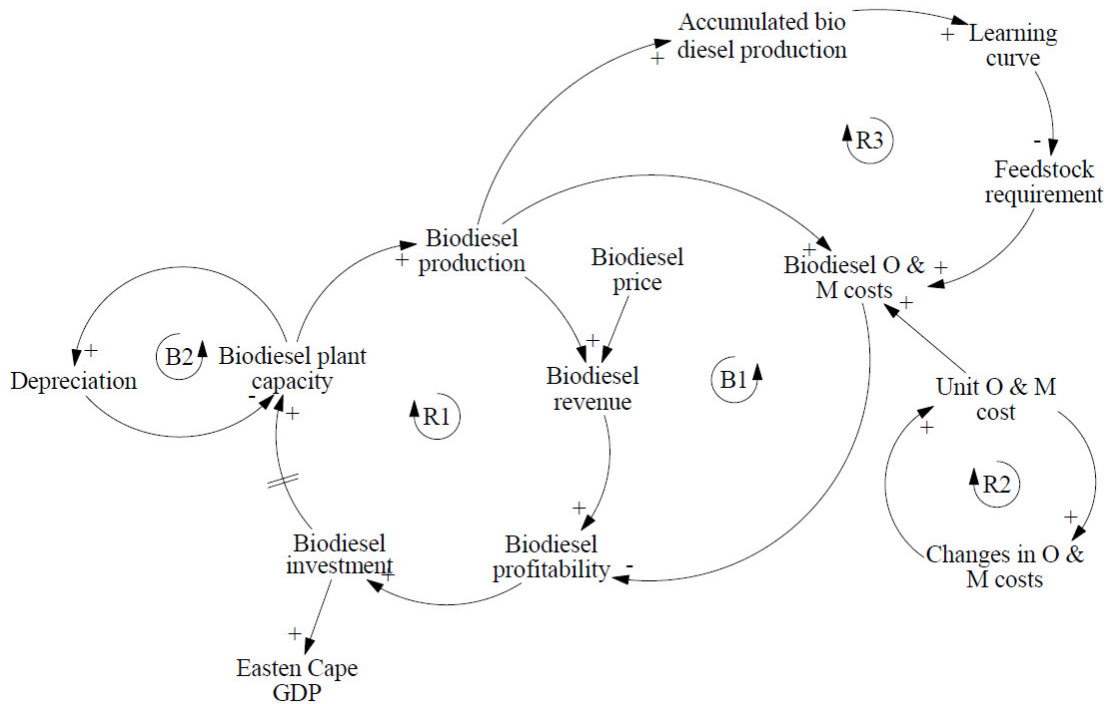 Accumulated bio
diesel production
+
+
Learning
curve
R3
-
Feedstock
requirement
Biodiesel
production
+
Biodiesel
price
+
Biodiesel O &
M costs
+
+
+
B2
Depreciation
Biodiesel plant
capacity
-
+
+
+
Biodiesel
revenue
R1
B1
Unit O & M
cost
+
R2
+
Changes in O &
M costs
Biodiesel
investment
+
+
Biodiesel
profitability
-
+
Easten Cape
GDP